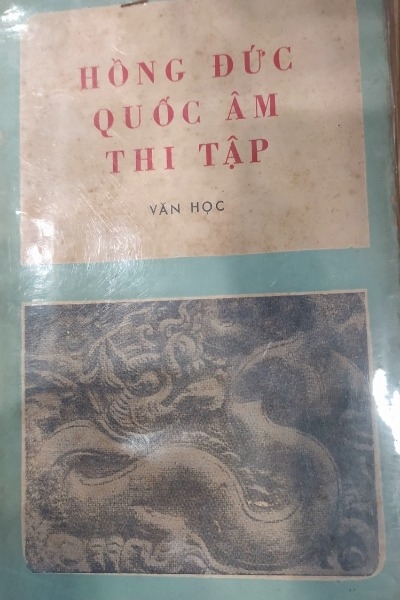 HỒNG ĐỨC
QUỐC ÂM
THI TẬP
VĂN HỌC